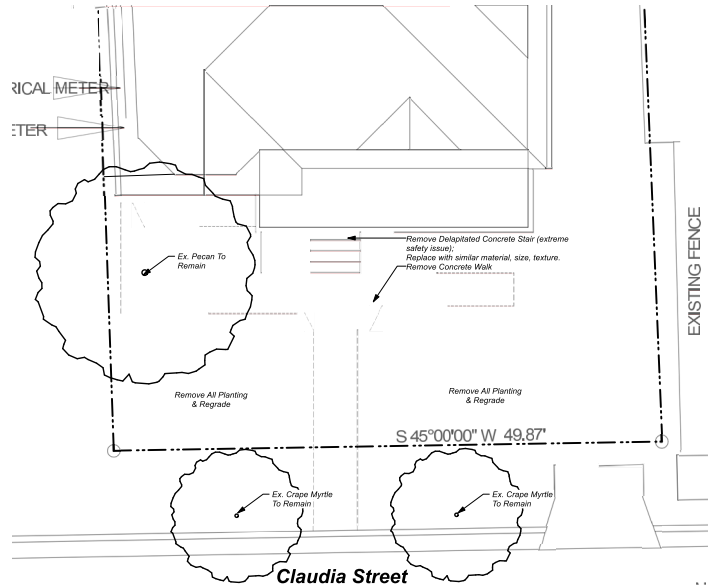 RICAL METER
ETER
Remove Delapitated Concrete Stair (extreme
safety issue);
Replace with similar material, size, texture.
Remove Concrete Walk
Ex. Pecan To
Remain
EXISTING FENCE
Remove All Planting
& Regrade
Remove All Planting
& Regrade
S 45°00'00" W 49.87'
Ex. Crape Myrtle
To Remain
Ex. Crape Myrtle
To Remain
Claudia Street